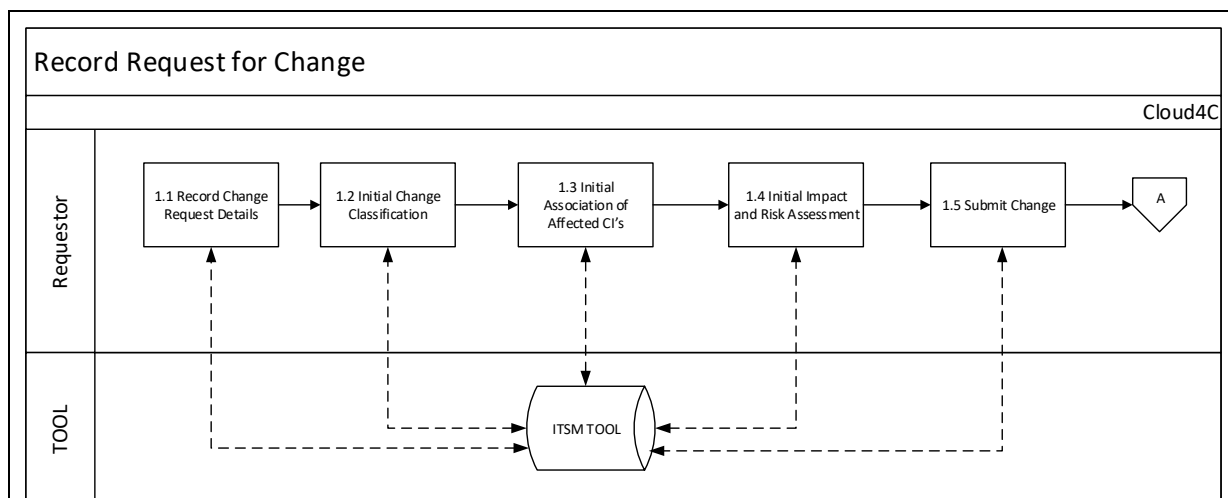 Record Request for Change
Cloud4C
Requestor
1.1 Record Change
Request Details
1.2 Initial Change
Classification
1.3 Initial
Association of
Affected CI's
1.4 Initial Impact
and Risk Assessment
1.5 Submit Change
A
TOOL
ITSM TOOL